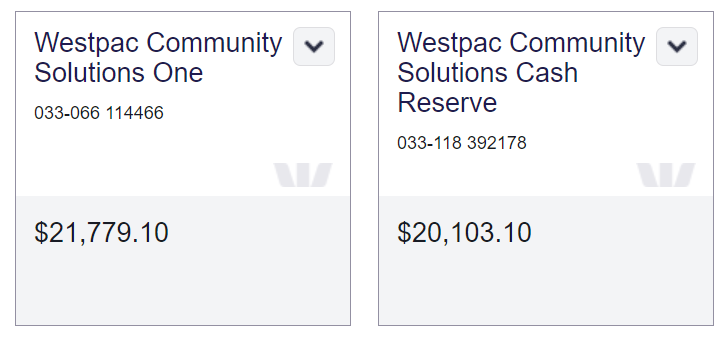 Westpac Community
Solutions One
033-066 114466
$21,779.10
Westpac Community
Solutions Cash
Reserve
033-118 392178
$20,103.10